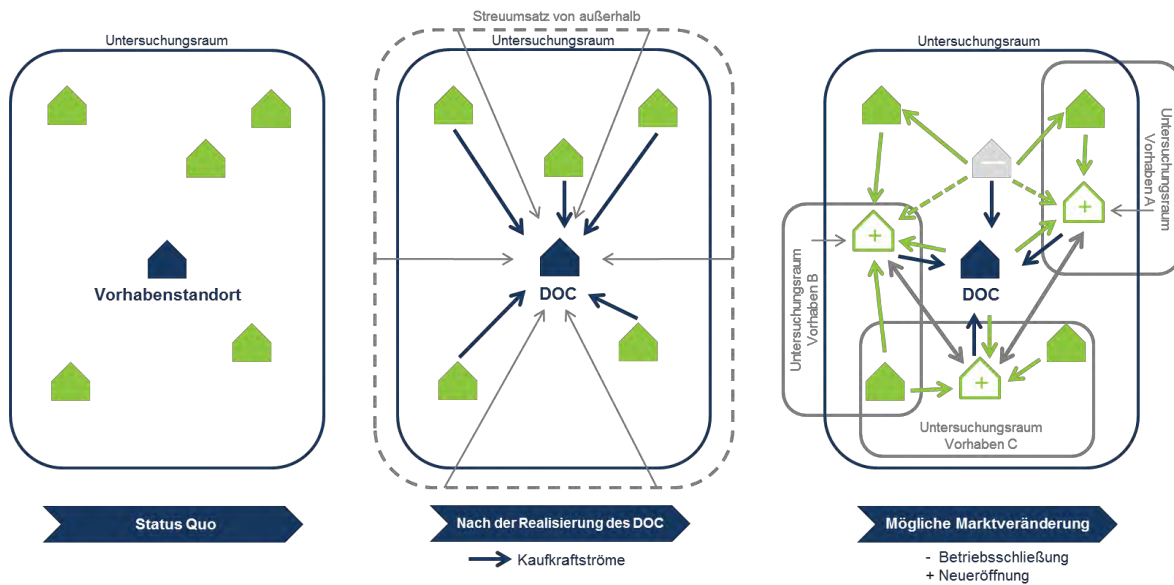 Untersuchungsraum
Vorhabenstandort
Status Quo
Streuumsatz von außerhalb
Untersuchungsraum
DOC
Nach der Realisierung des DOC
Kaufkraftströme
Untersuchungsraum
Untersuchungsraum
Vorhaben A
Untersuchungsraum
Vorhaben B
+
+
DOC
+
Untersuchungsraum
Vorhaben C
Mögliche Marktveränderung
- Betriebsschließung
+ Neueröffnung